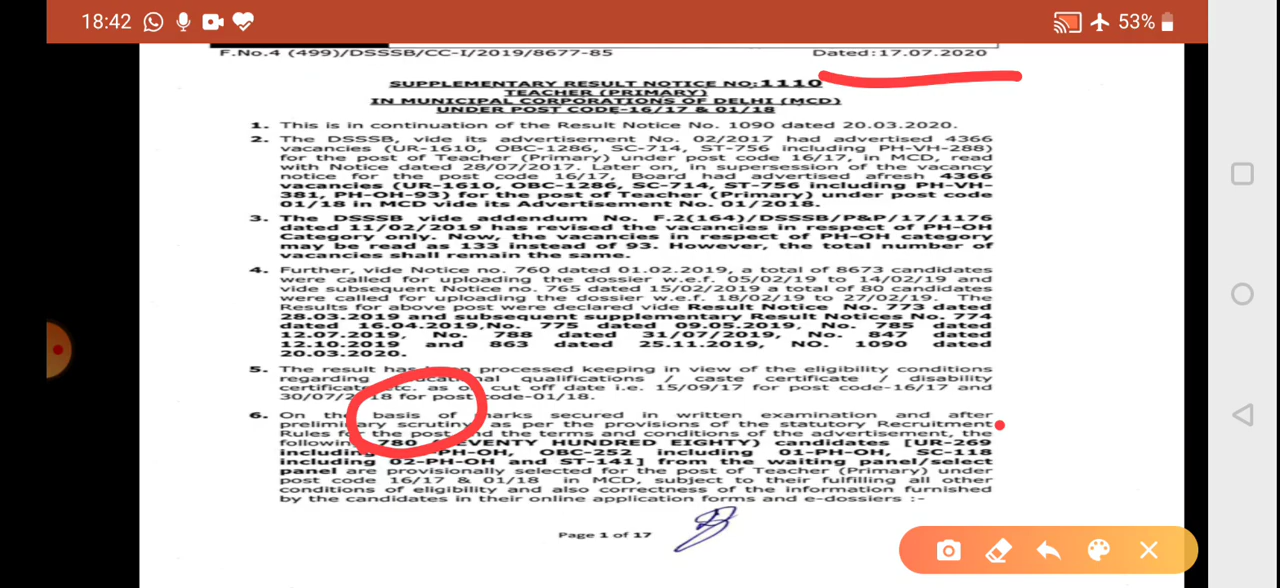 18:42 53%
F.No.4 (499)/DSSSB/CC-I/2019/8677-85 Dated:17.07.2020
SUPPLEMENTARY RESULT NOTICE NO:1110
TEACHER (PRIMARY)
IN MUNICIPAL CORPORATIONS OF DELHI (MCD)
UNDER POST CODE-16/17 & 01/18
1. This is in continuation of the Result Notice No. 1090 dated 20.03.2020.
2. The DSSSB, vide its advertisement No. 02/2017 had advertised 4366
vacancies (UR-1610, OBC-1286, SC-714, ST-756 including PH-VH-288)
for the post of Teacher (Primary) under post code 16/17, in MCD, read
with Notice dated 28/07/2017. Later on, in supersession of the vacancy
notice for the post code 16/17, Board had advertised afresh 4366
vacancies (UR-1610, OBC-1286, SC-714, ST-756 including PH-VH-
381, PH-OH-93) for the post of Teacher (Primary) under post code
01/18 in MCD vide its Advertisement No. 01/2018.
3. The DSSSB vide addendum No. F.2(164)/DSSSB/P&P/17/1176
dated 11/02/2019 has revised the vacancies in respect of PH-OH
Category only. Now, the vacancies in respect of PH-OH category
may be read as 133 instead of 93. However, the total number of
vacancies shall remain the same.
4. Further, vide Notice no. 760 dated 01.02.2019, a total of 8673 candidates
were called for uploading the dossier w.e.f. 05/02/19 to 14/02/19 and
vide subsequent Notice no. 765 dated 15/02/2019 a total of 80 candidates
were called for uploading the dossier w.e.f. 18/02/19 to 27/02/19. The
Results for above post were declared vide Result Notice No. 773 dated
28.03.2019 and subsequent supplementary Result Notices No. 774
dated 16.04.2019,No. 775 dated 09.05.2019, No. 785 dated
12.07.2019, No. 788 dated 31/07/2019, No. 847 dated
12.10.2019 and 863 dated 25.11.2019, NO. 1090 dated
20.03.2020.
5. The result has been processed keeping in view of the eligibility conditions
regarding educational qualifications / caste certificate / disability
certificate etc. as on cut off date i.e. 15/09/17 for post code-16/17 and
30/07/2018 for post code-01/18.
6. On the basis of marks secured in written examination and after
preliminary scrutiny as per the provisions of the statutory Recruitment
Rules for the post and the terms and conditions of the advertisement, the
following 780 (SEVENTY HUNDRED EIGHTY) candidates [UR-269
including PH-OH, OBC-252 including 01-PH-OH, SC-118
including 02-PH-OH and ST-141] from the waiting panel/select
panel are provisionally selected for the post of Teacher (Primary) under
post code 16/17 & 01/18 in MCD, subject to their fulfilling all other
conditions of eligibility and also correctness of the information furnished
by the candidates in their online application forms and e-dossiers :-
Page 1 of 17